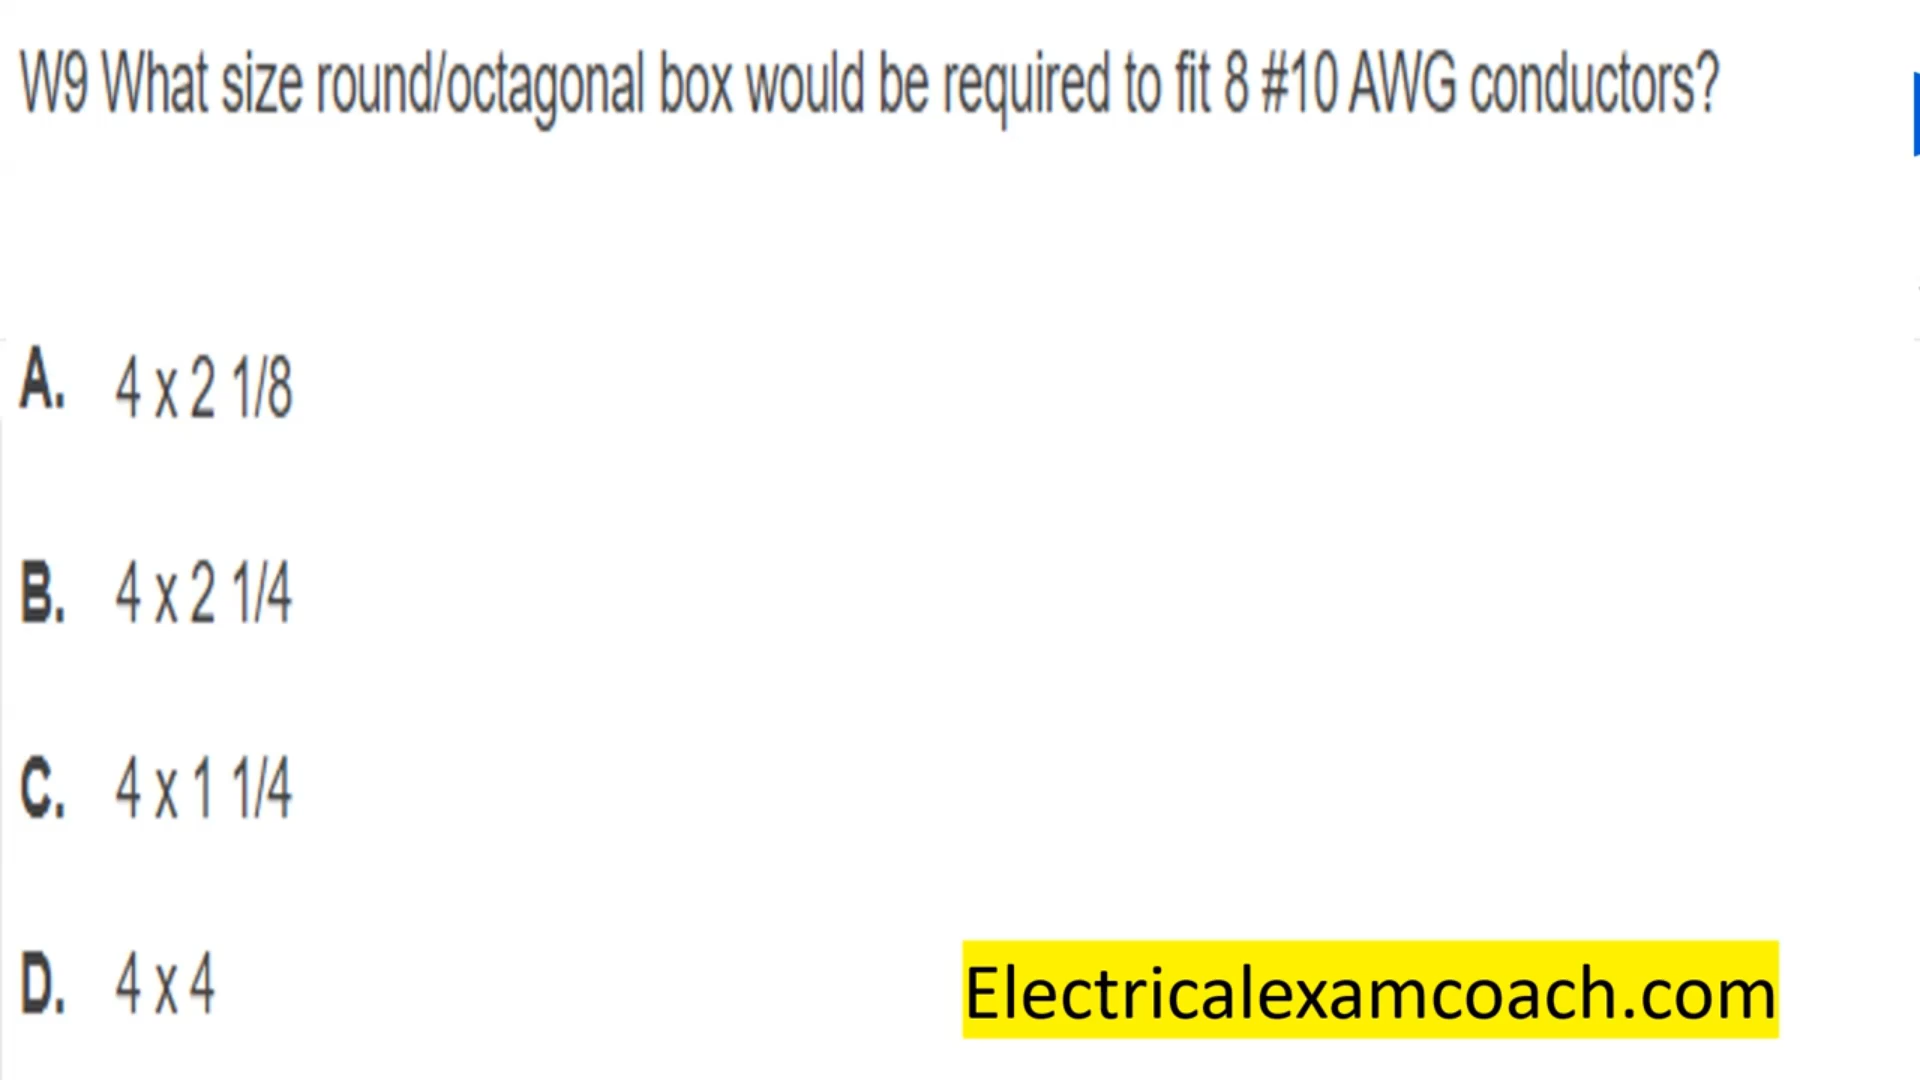 W9 What size round/octagonal box would be required to fit 8 #10 AWG conductors?
A. 4 x 2 1/8
B. 4 x 2 1/4
C. 4 x 1 1/4
D. 4 x 4
Electricalexamcoach.com